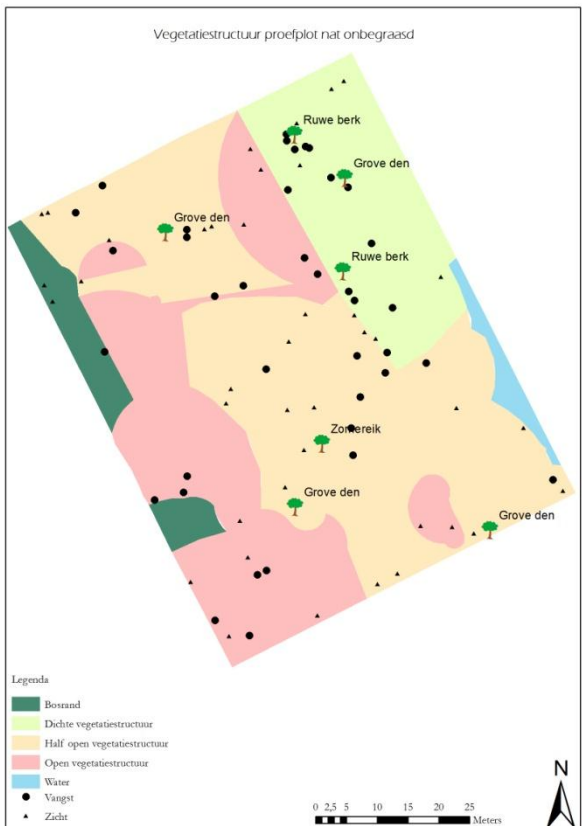 Vegetatiestructuur proefplot nat onbegraasd
Ruwe berk
Grove den
Grove den
Ruwe berk
Zomereik
Grove den
Grove den
Legenda
Bosrand
Dichte vegetatiestructuur
Half open vegetatiestructuur
Open vegetatiestructuur
Water
Vangst
Zicht
0 2,5 5 10 15 20 25
Meters
N